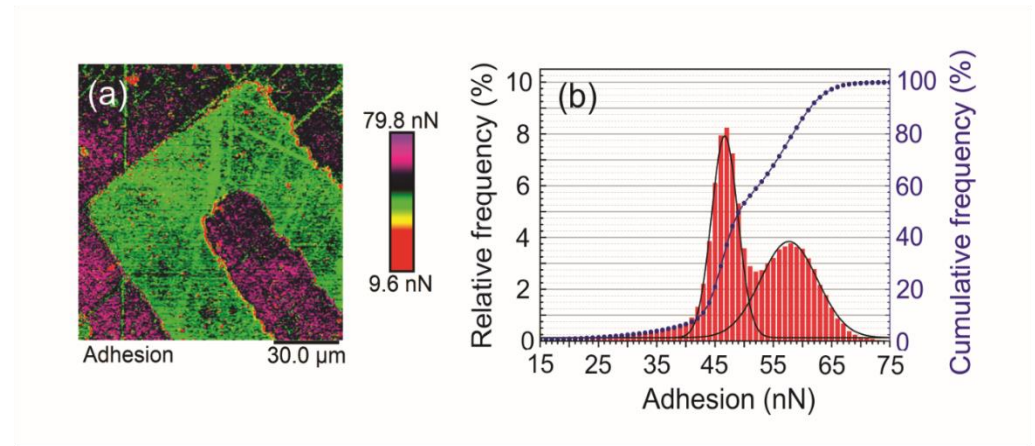 (a)
79.8 nN
9.6 nN
Adhesion
30.0 μm
(b)
Relative frequency (%)
10
8
6
4
2
0
15 25 35 45 55 65 75
Adhesion (nN)
100
80
60
40
20
0
Cumulative frequency (%)